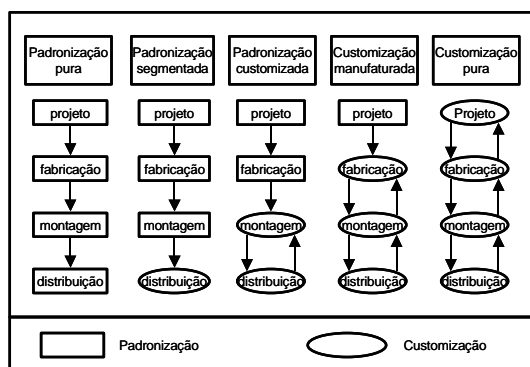 Padronização pura
Padronização segmentada
Padronização customizada
Customização manufaturada
Customização pura
projeto
projeto
projeto
projeto
Projeto
fabricação
fabricação
fabricação
fabricação
fabricação
montagem
montagem
montagem
montagem
montagem
distribuição
distribuição
distribuição
distribuição
distribuição
Padronização
Customização